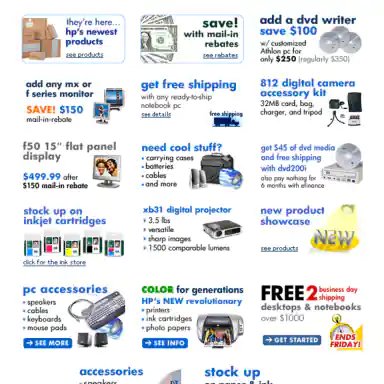 they're here...
hp's newest
products
see products
save!
with mail-in
rebates
see rebates
add a dvd writer
save $100
w/ customized
Athlon pc for
only $250 (regularly $350)
add any mx or
f series monitor
SAVE! $150
mail-in-rebate
get free shipping
with any ready-to-ship
notebook pc
see details
free shipping
812 digital camera
accessory kit
32MB card, bag,
charger, and tripod
f50 15" flat panel
display
$499.99 after
$150 mail-in rebate
need cool stuff?
• carrying cases
• batteries
• cables
• and more
get $45 of dvd media
and free shipping
with dvd200i
also pay nothing for
6 months with efinance
stock up on
inkjet cartridges
click for the ink store
xb31 digital projector
• 3.5 lbs
• versatile
• sharp images
• 1500 comparable lumens
new product
showcase
NEW
see products
pc accessories
• speakers
• cables
• keyboards
• mouse pads
SEE MORE
COLOR for generations
HP's NEW revolutionary
• printers
• ink cartridges
• photo papers
SEE INFO
FREE 2 business day
shipping
desktops & notebooks
over $1000
GET STARTED
ENDS
FRIDAY!
accessories
• speakers
stock up
on paper & ink